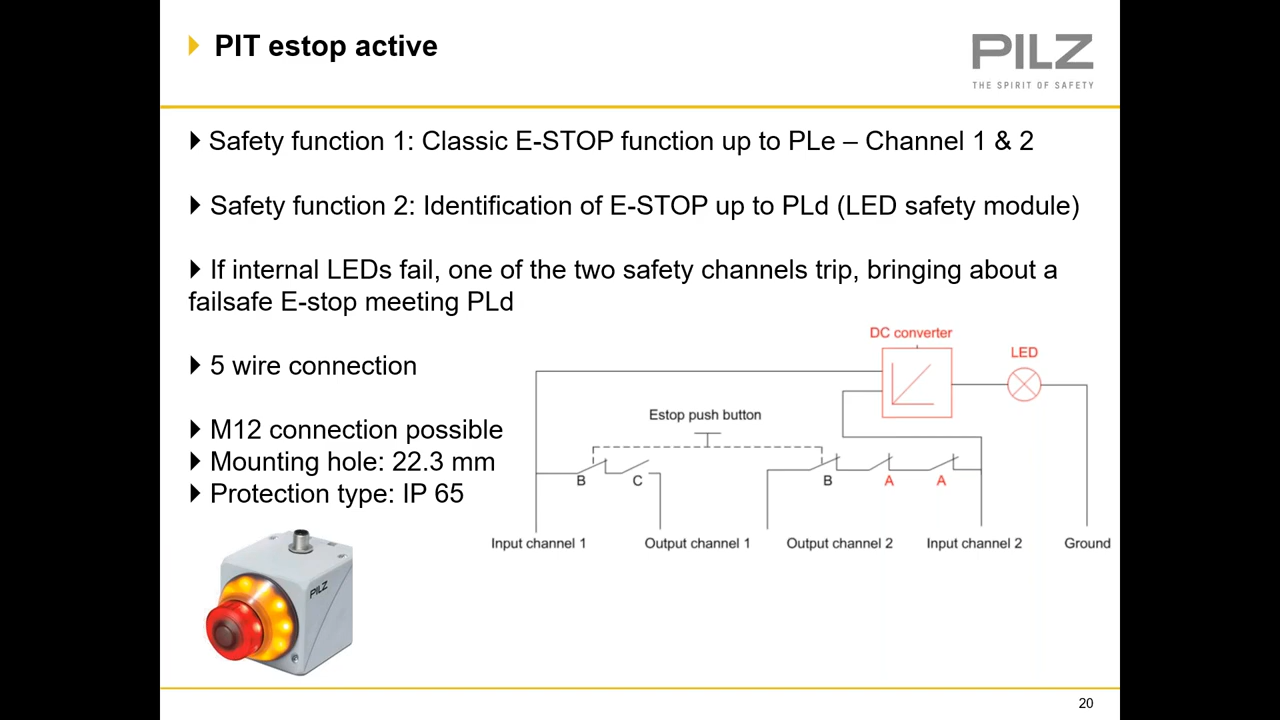 PIT estop active
PILZ
THE SPIRIT OF SAFETY
Safety function 1: Classic E-STOP function up to PLe – Channel 1 & 2
Safety function 2: Identification of E-STOP up to PLd (LED safety module)
If internal LEDs fail, one of the two safety channels trip, bringing about a
failsafe E-stop meeting PLd
5 wire connection
M12 connection possible
Mounting hole: 22.3 mm
Protection type: IP 65
DC converter
LED
Estop push button
B
C
B
A
A
Input channel 1
Output channel 1
Output channel 2
Input channel 2
Ground
PILZ
20